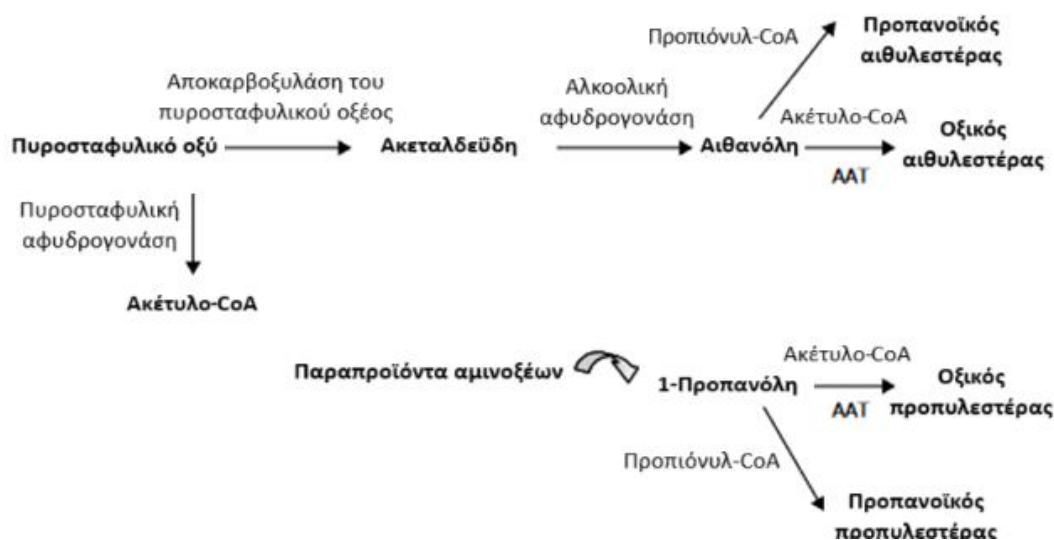 Προπιόνυλ-CoA
Προπανοϊκός
αιθυλεστέρας
Αποκαρβοξυλάση του
πυροσταφυλικού οξέος
Αλκοολική
αφυδρογονάση
Ακέτυλο-CoA
Πυροσταφυλικό οξύ
Ακεταλδεΰδη
Αιθανόλη
AAT
Οξικός
αιθυλεστέρας
Πυροσταφυλική
αφυδρογονάση
Ακέτυλο-CoA
Παραπροϊόντα αμινοξέων
1-Προπανόλη
Ακέτυλο-CoA
AAT
Οξικός
προπυλεστέρας
Προπιόνυλ-CoA
Προπανοϊκός
προπυλεστέρας